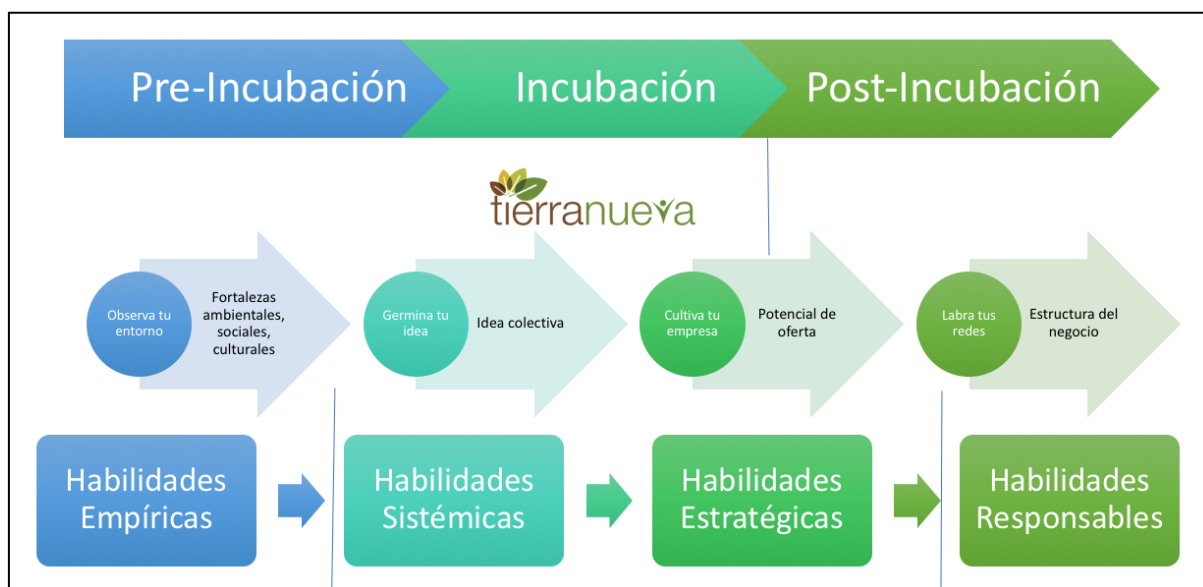 Pre-Incubación
Incubación
Post-Incubación
tierranueva
Observa tu
entorno
Fortalezas
ambientales,
sociales,
culturales
Germina tu
idea
Idea colectiva
Cultiva tu
empresa
Potencial de
oferta
Labra tus
redes
Estructura del
negocio
Habilidades
Empíricas
Habilidades
Sistémicas
Habilidades
Estratégicas
Habilidades
Responsables